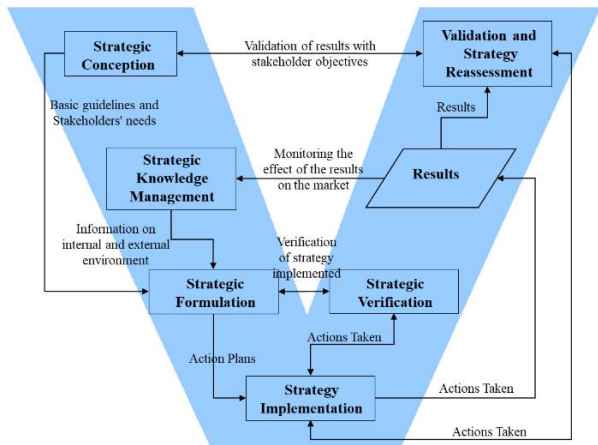 Strategic
Conception
Validation of results with
stakeholder objectives
Validation and
Strategy
Reassessment
Basic guidelines and
Stakeholders' needs
Results
Strategic
Knowledge
Management
Monitoring the
effect of the results
on the market
Results
Information on
internal and external
environment
Verification
of strategy
implemented
Strategic
Formulation
Strategic
Verification
Actions Taken
Action Plans
Strategy
Implementation
Actions Taken
Actions Taken